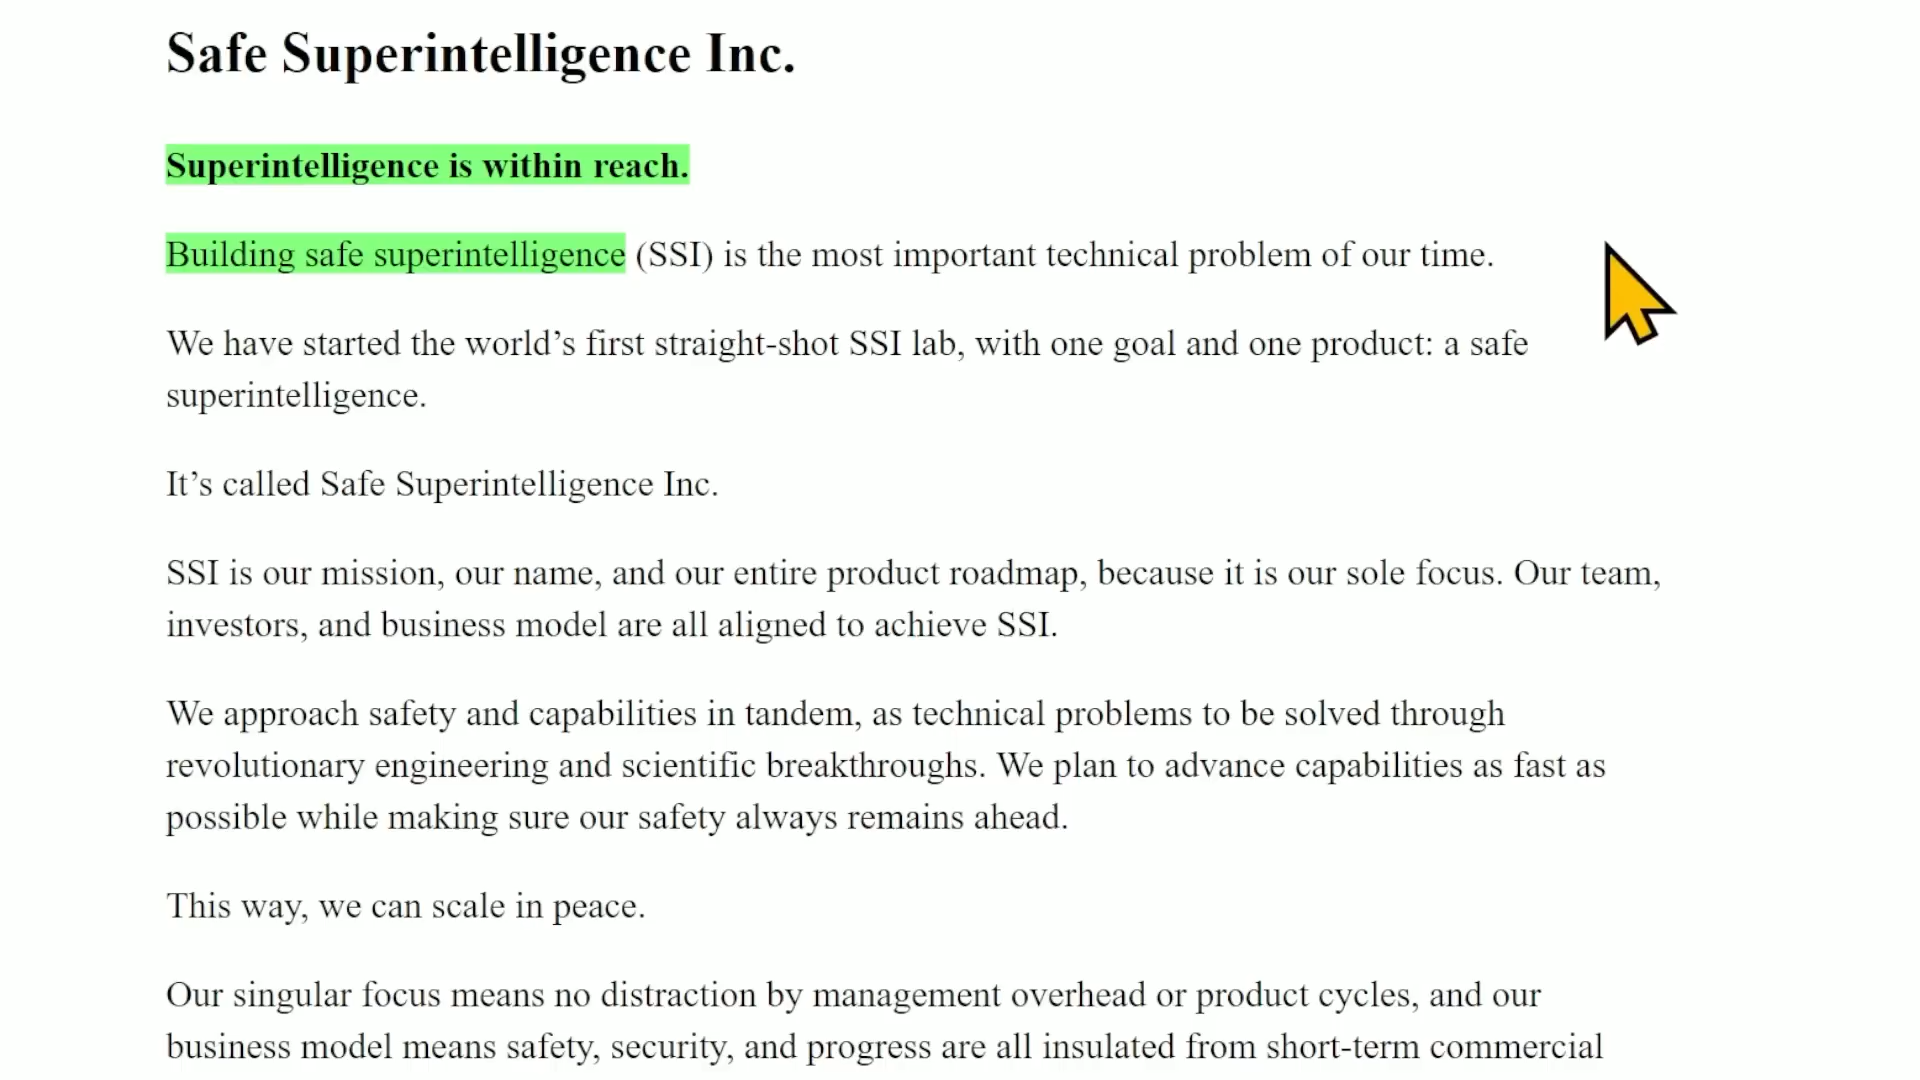 Safe Superintelligence Inc.
Superintelligence is within reach.
Building safe superintelligence (SSI) is the most important technical problem of our time.
We have started the world’s first straight-shot SSI lab, with one goal and one product: a safe
superintelligence.
It’s called Safe Superintelligence Inc.
SSI is our mission, our name, and our entire product roadmap, because it is our sole focus. Our team,
investors, and business model are all aligned to achieve SSI.
We approach safety and capabilities in tandem, as technical problems to be solved through
revolutionary engineering and scientific breakthroughs. We plan to advance capabilities as fast as
possible while making sure our safety always remains ahead.
This way, we can scale in peace.
Our singular focus means no distraction by management overhead or product cycles, and our
business model means safety, security, and progress are all insulated from short-term commercial